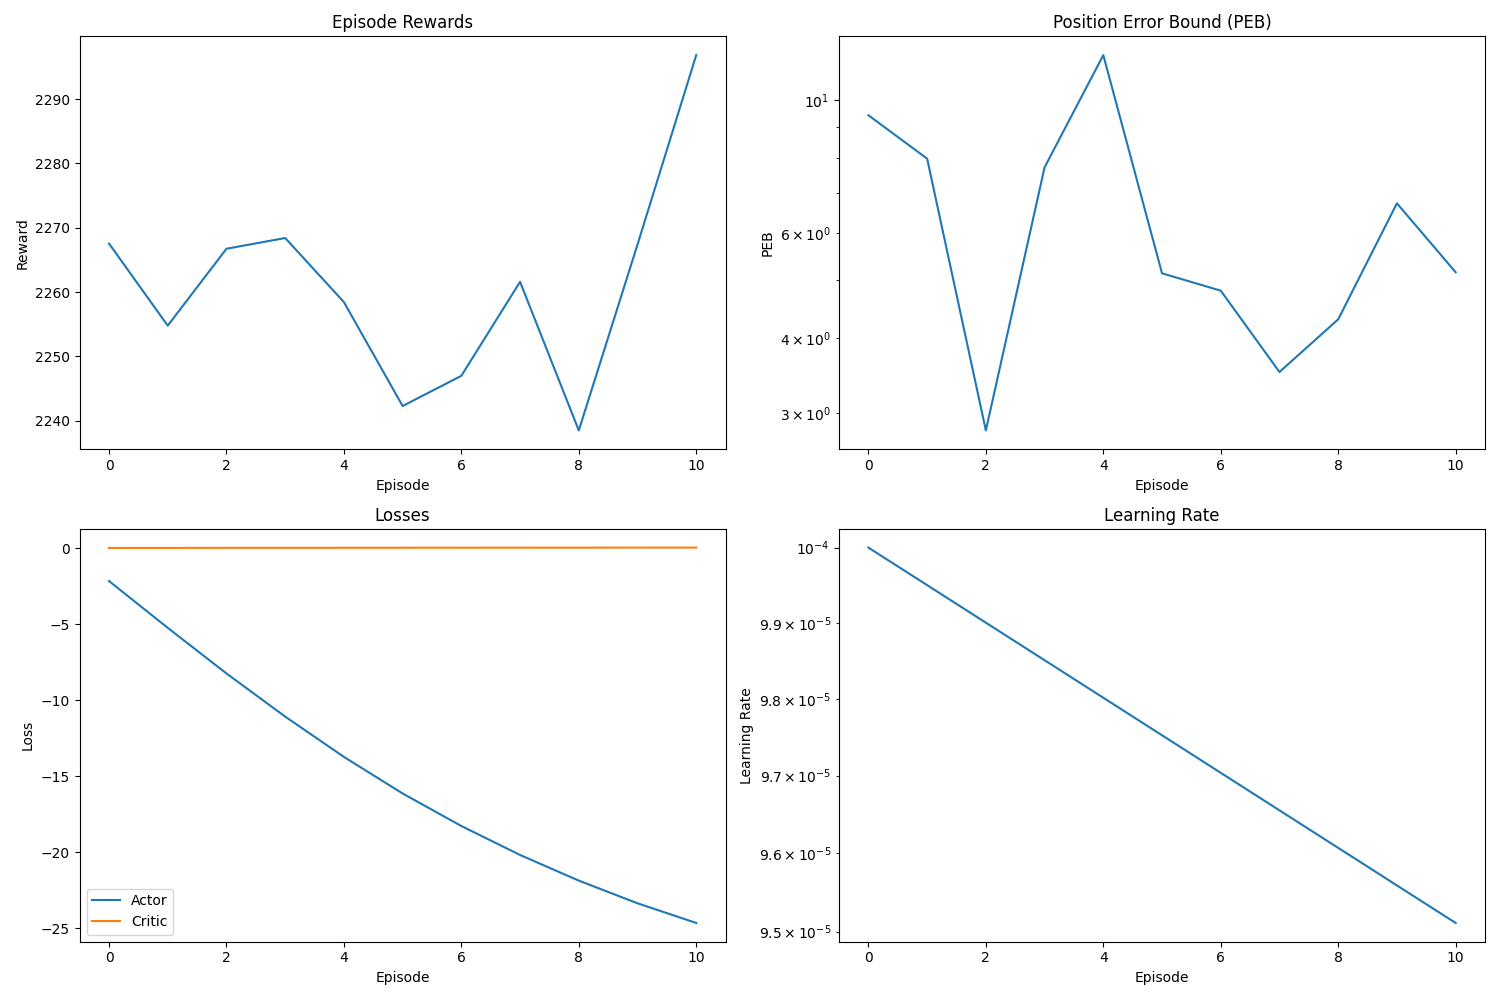 Episode Rewards
Reward
2290
2280
2270
2260
2250
2240
0 2 4 6 8 10
Episode
Position Error Bound (PEB)
PEB
10¹
6 × 10⁰
4 × 10⁰
3 × 10⁰
0 2 4 6 8 10
Episode
Losses
Loss
0
−5
−10
−15
−20
−25
Actor
Critic
0 2 4 6 8 10
Episode
Learning Rate
Learning Rate
10⁻⁴
9.9 × 10⁻⁵
9.8 × 10⁻⁵
9.7 × 10⁻⁵
9.6 × 10⁻⁵
9.5 × 10⁻⁵
0 2 4 6 8 10
Episode